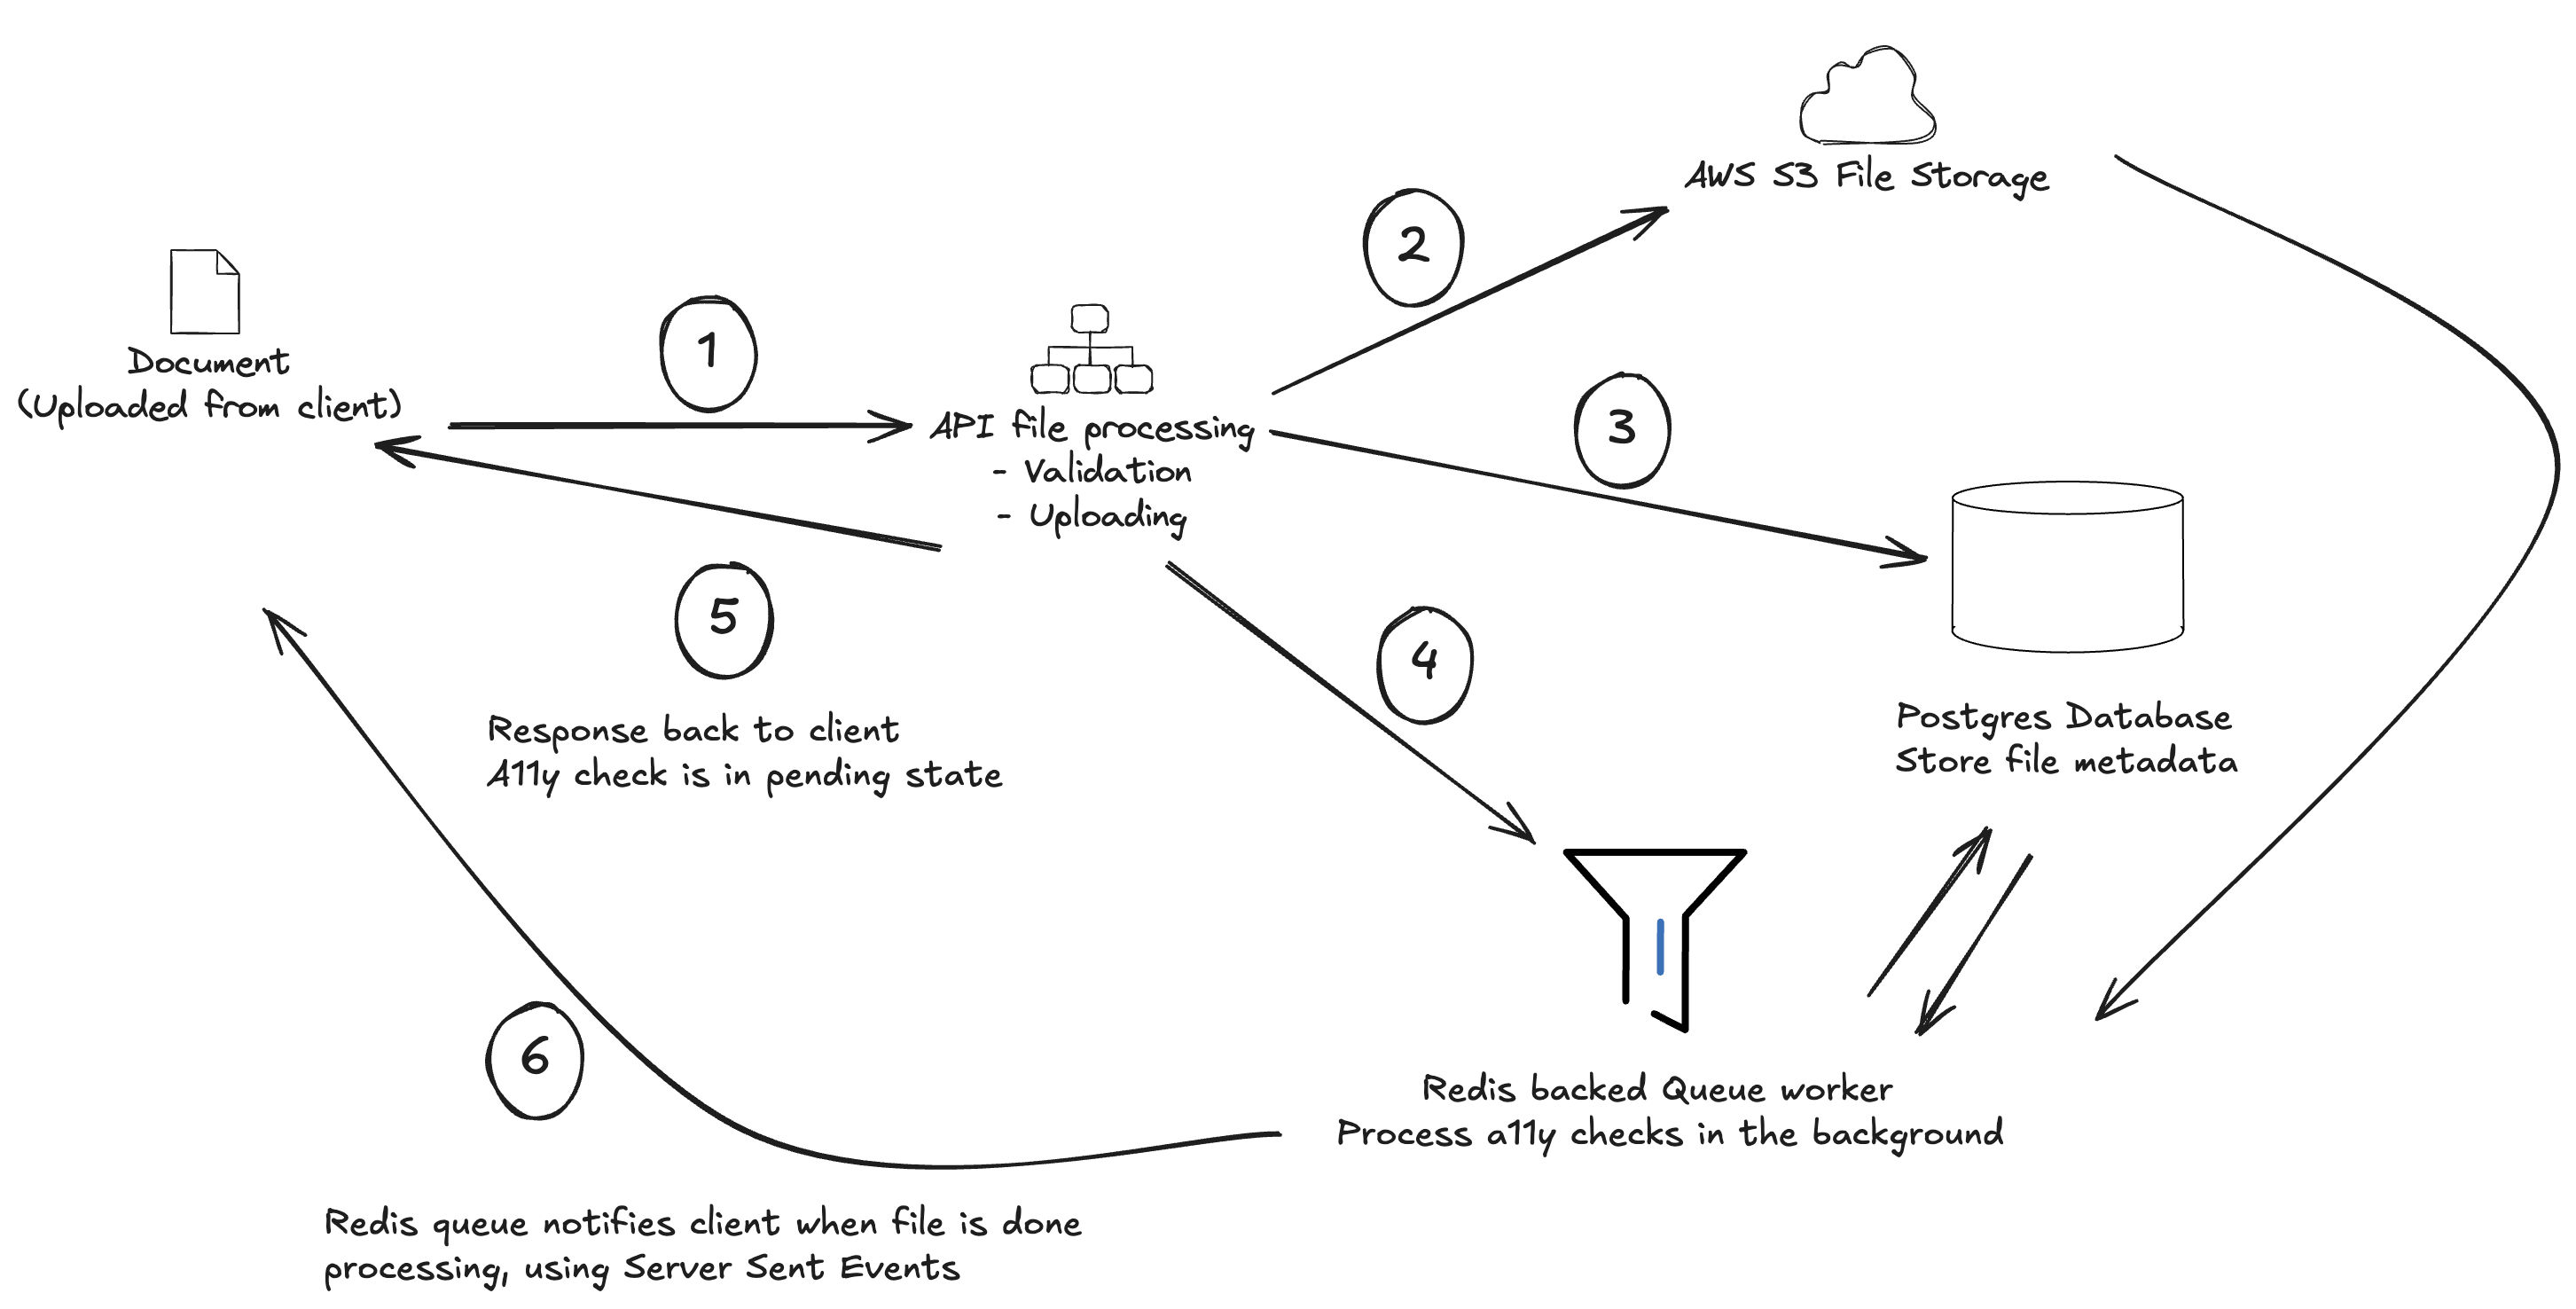 AWS S3 File Storage
2
1
Document
(Uploaded from client)
3
API file processing
- Validation
- Uploading
5
4
Response back to client
A11y check is in pending state
Postgres Database
Store file metadata
6
Redis backed Queue worker
Process a11y checks in the background
Redis queue notifies client when file is done
processing, using Server Sent Events